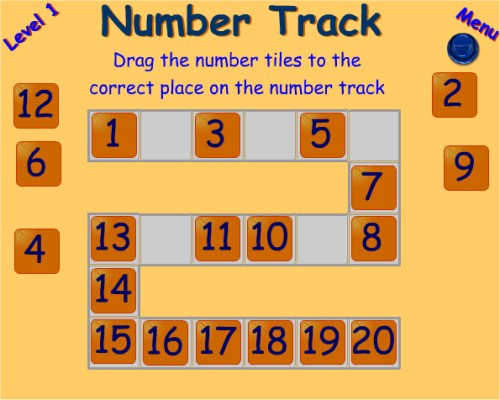 Level 1
Number Track
Menu
Drag the number tiles to the
correct place on the number track
12
2
6
9
4
1 3 5
7
13 11 10 8
14
15 16 17 18 19 20